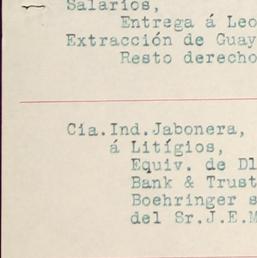 Salarios,
Entrega á Leo
Extracción de Guay
Resto derecho
Cia.Ind.Jabonera,
á Litígios,
Equiv. de Dl
Bank & Trust
Boehringer s
del Sr.J.E.M